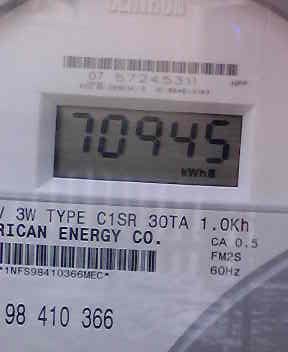 CENTRON
07 57245311
70945
kWh
V 3W TYPE C1SR 30TA 1.0Kh
RICAN ENERGY CO.
CA 0.5
FM2S
*1NFS98410366MEC*
60Hz
98 410 366